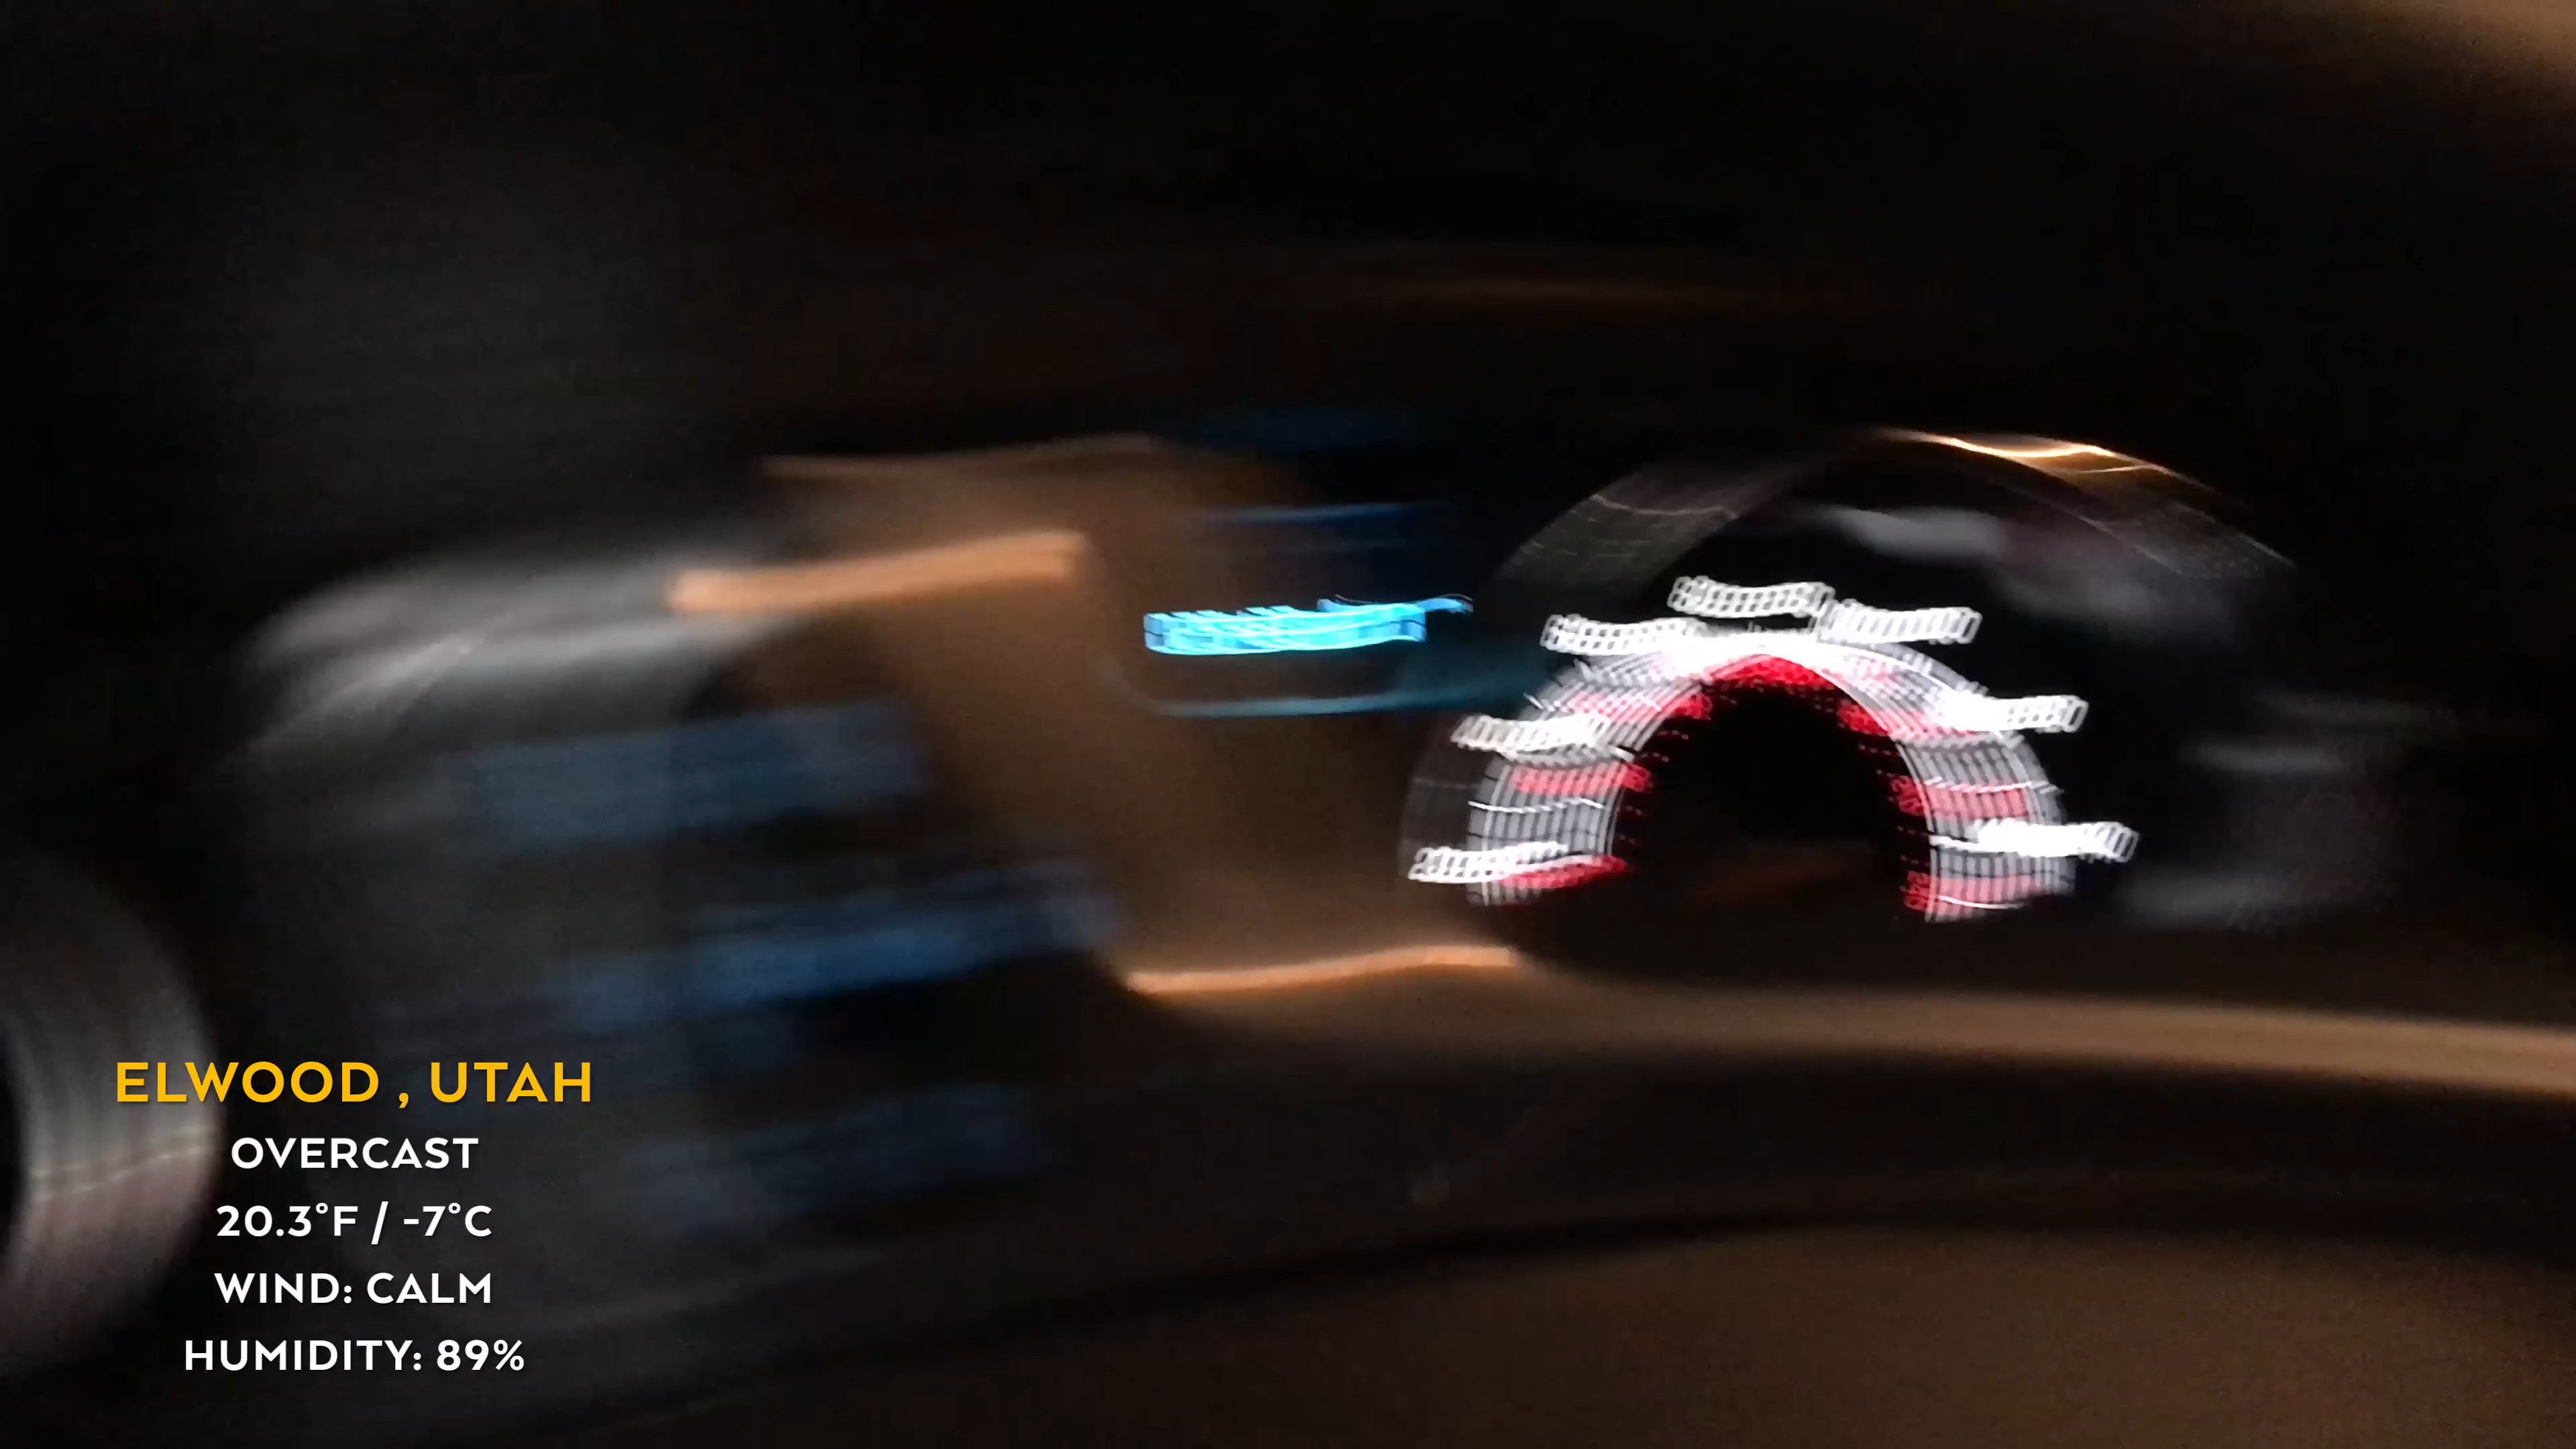 ELWOOD , UTAH
OVERCAST
20.3°F / -7°C
WIND: CALM
HUMIDITY: 89%